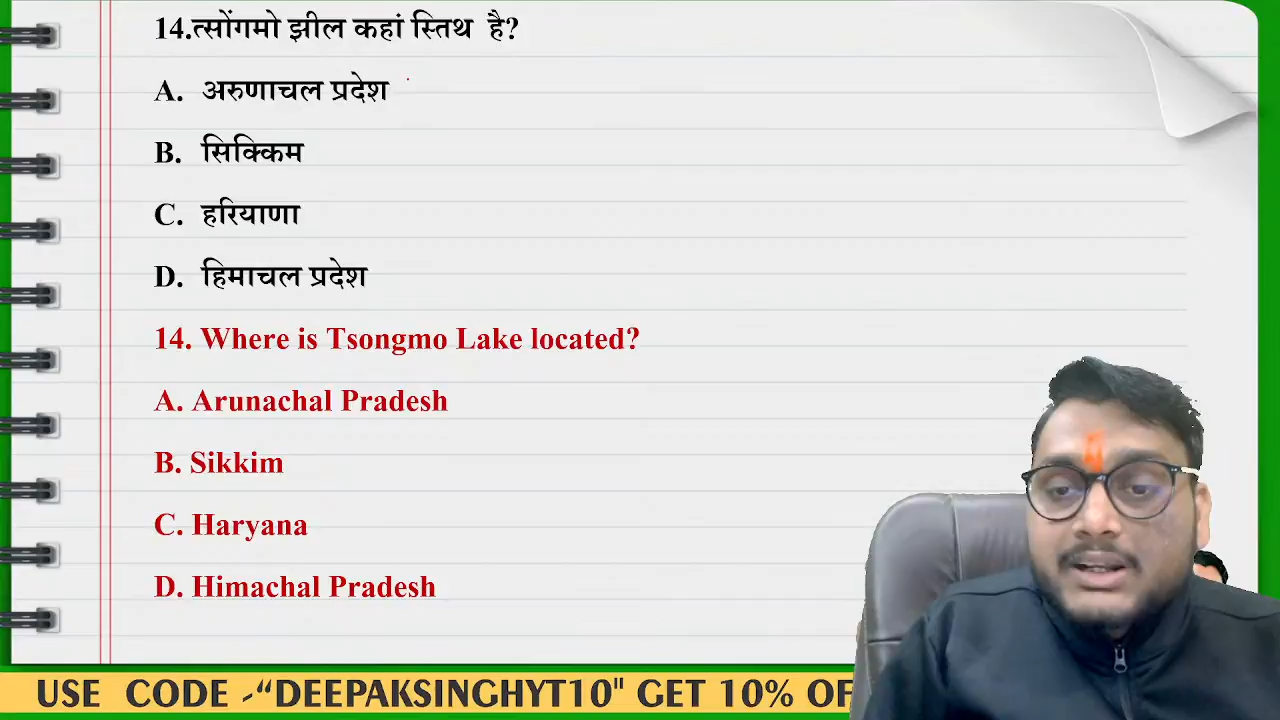 14.त्सोंगमो झील कहां स्तिथ है?
A. अरुणाचल प्रदेश
B. सिक्किम
C. हरियाणा
D. हिमाचल प्रदेश
14. Where is Tsongmo Lake located?
A. Arunachal Pradesh
B. Sikkim
C. Haryana
D. Himachal Pradesh
USE CODE -“DEEPAKSINGHYT10" GET 10% OF